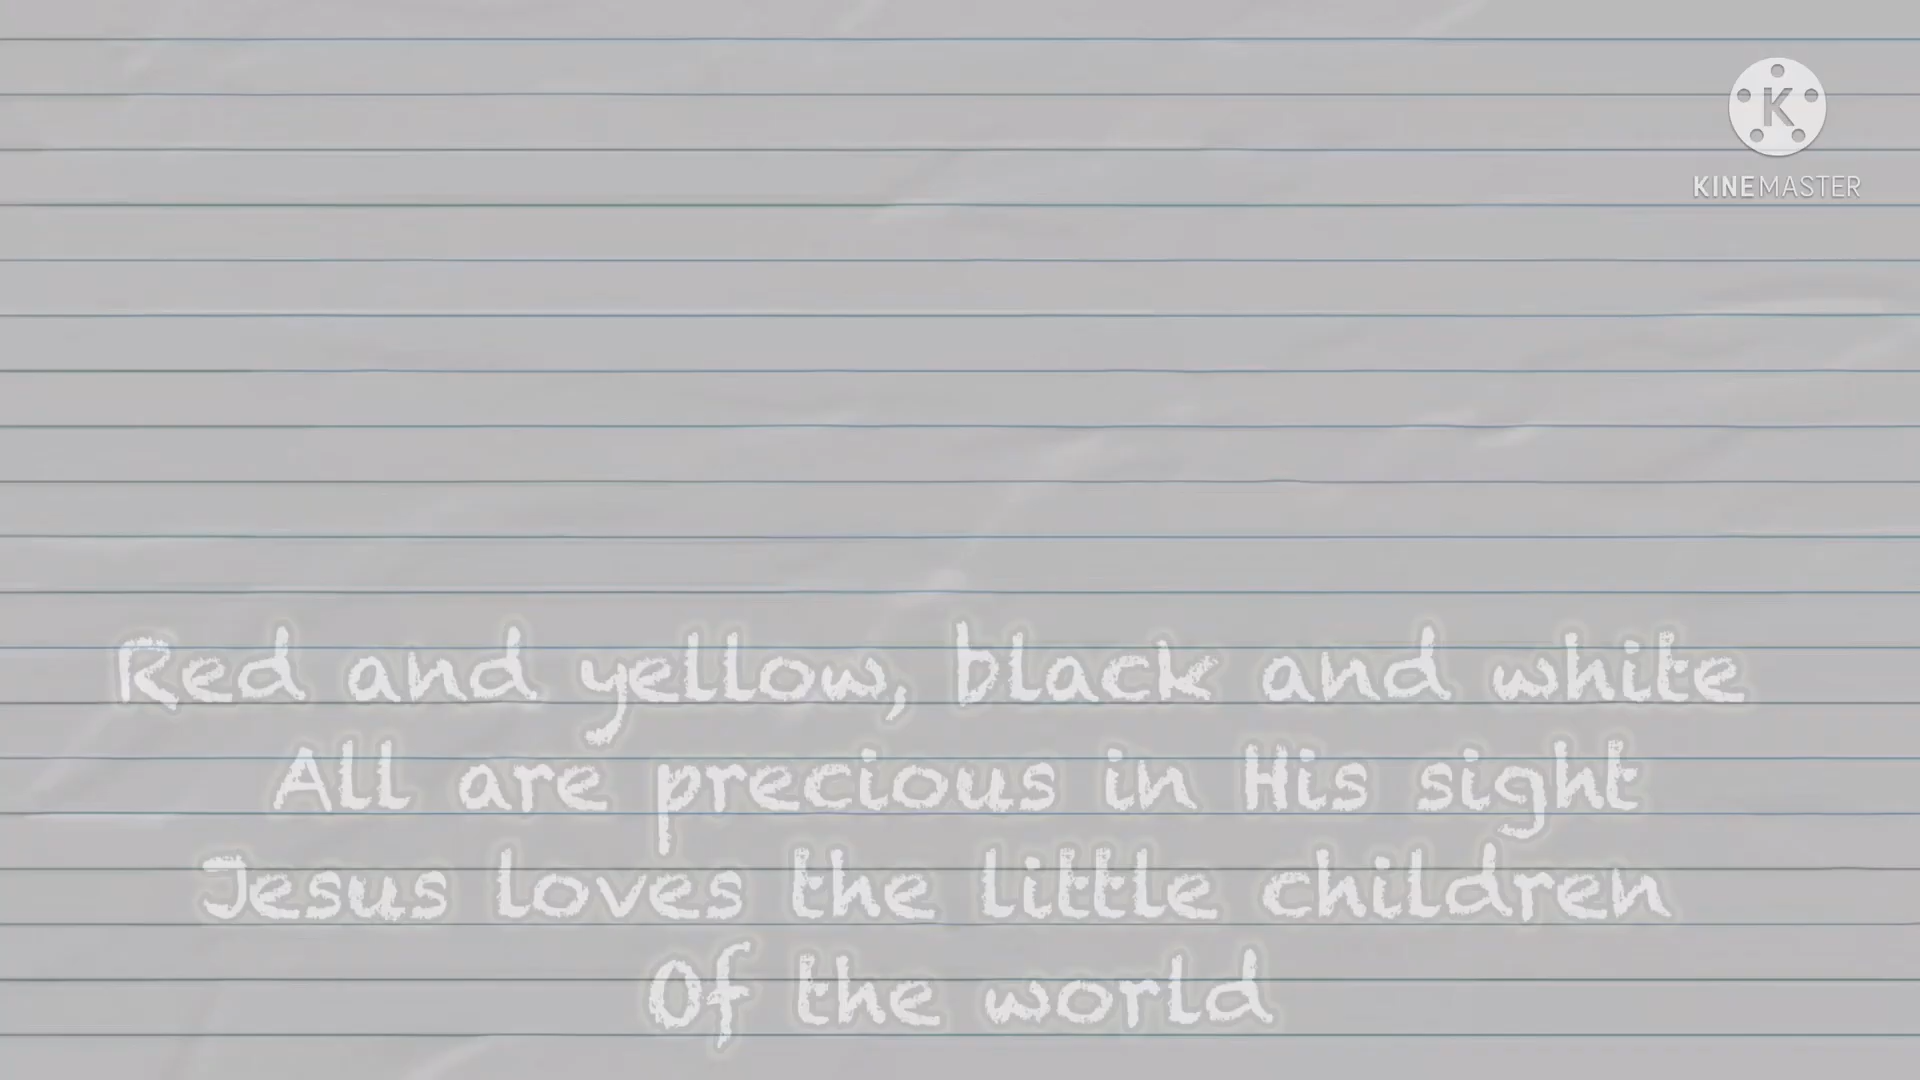 K
KINEMASTER
Red and yellow, black and white
All are precious in His sight
Jesus loves the little children
Of the world